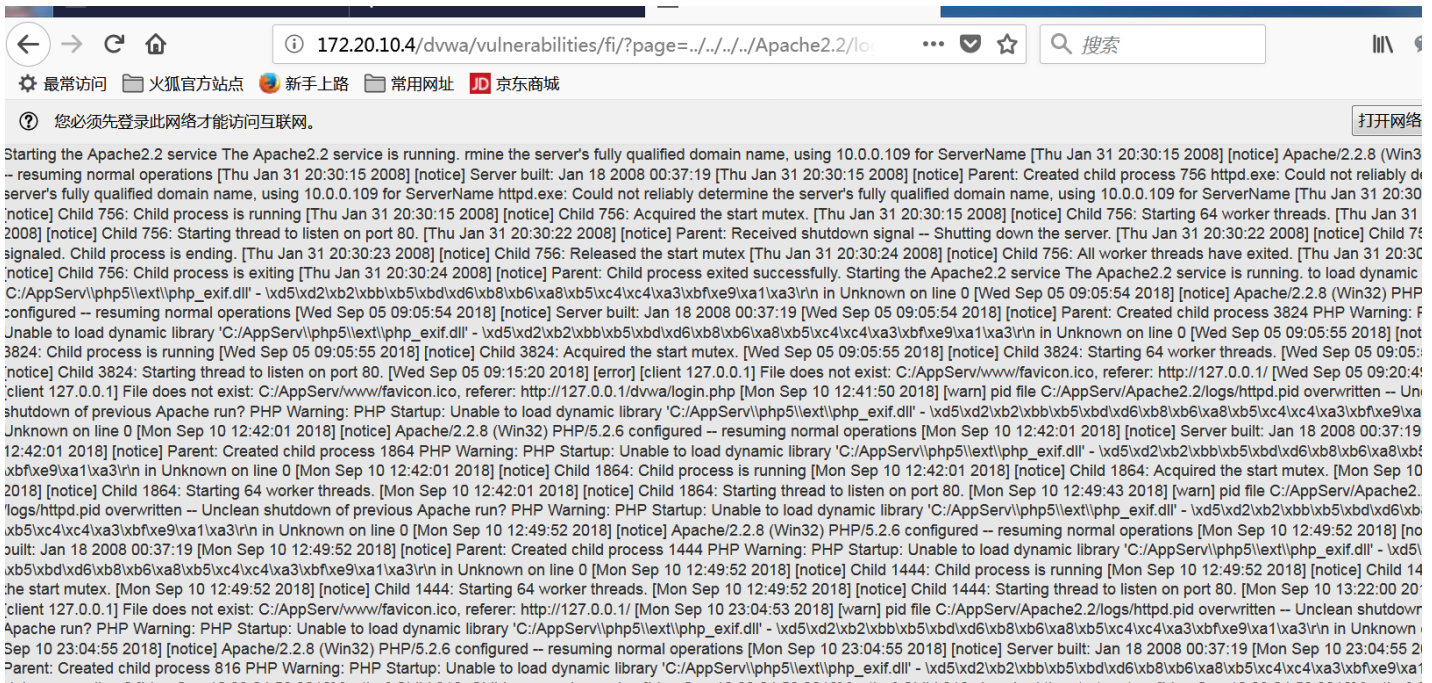 172.20.10.4/dvwa/vulnerabilities/fi/?page=../../../../Apache2.2/lo
搜索
最常访问 火狐官方站点 新手上路 常用网址 JD 京东商城
您必须先登录此网络才能访问互联网。 打开网络
Starting the Apache2.2 service The Apache2.2 service is running. rmine the server's fully qualified domain name, using 10.0.0.109 for ServerName [Thu Jan 31 20:30:15 2008] [notice] Apache/2.2.8 (Win3
-- resuming normal operations [Thu Jan 31 20:30:15 2008] [notice] Server built: Jan 18 2008 00:37:19 [Thu Jan 31 20:30:15 2008] [notice] Parent: Created child process 756 httpd.exe: Could not reliably de
server's fully qualified domain name, using 10.0.0.109 for ServerName httpd.exe: Could not reliably determine the server's fully qualified domain name, using 10.0.0.109 for ServerName [Thu Jan 31 20:30
[notice] Child 756: Child process is running [Thu Jan 31 20:30:15 2008] [notice] Child 756: Acquired the start mutex. [Thu Jan 31 20:30:15 2008] [notice] Child 756: Starting 64 worker threads. [Thu Jan 31
2008] [notice] Child 756: Starting thread to listen on port 80. [Thu Jan 31 20:30:22 2008] [notice] Parent: Received shutdown signal -- Shutting down the server. [Thu Jan 31 20:30:22 2008] [notice] Child 75
signaled. Child process is ending. [Thu Jan 31 20:30:23 2008] [notice] Child 756: Released the start mutex [Thu Jan 31 20:30:24 2008] [notice] Child 756: All worker threads have exited. [Thu Jan 31 20:30
[notice] Child 756: Child process is exiting [Thu Jan 31 20:30:24 2008] [notice] Parent: Child process exited successfully. Starting the Apache2.2 service The Apache2.2 service is running. to load dynamic
'C:/AppServ\\php5\\ext\\php_exif.dll' - \xd5\xd2\xb2\xbb\xb5\xbd\xd6\xb8\xb6\xa8\xb5\xc4\xc4\xa3\xbf\xe9\xa1\xa3\r\n in Unknown on line 0 [Wed Sep 05 09:05:54 2018] [notice] Apache/2.2.8 (Win32) PHP
configured -- resuming normal operations [Wed Sep 05 09:05:54 2018] [notice] Server built: Jan 18 2008 00:37:19 [Wed Sep 05 09:05:54 2018] [notice] Parent: Created child process 3824 PHP Warning:
Unable to load dynamic library 'C:/AppServ\\php5\\ext\\php_exif.dll' - \xd5\xd2\xb2\xbb\xb5\xbd\xd6\xb8\xb6\xa8\xb5\xc4\xc4\xa3\xbf\xe9\xa1\xa3\r\n in Unknown on line 0 [Wed Sep 05 09:05:55 2018] [not
3824: Child process is running [Wed Sep 05 09:05:55 2018] [notice] Child 3824: Acquired the start mutex. [Wed Sep 05 09:05:55 2018] [notice] Child 3824: Starting 64 worker threads. [Wed Sep 05 09:05:
[notice] Child 3824: Starting thread to listen on port 80. [Wed Sep 05 09:15:20 2018] [error] [client 127.0.0.1] File does not exist: C:/AppServ/www/favicon.ico, referer: http://127.0.0.1/ [Wed Sep 05 09:20:49
[client 127.0.0.1] File does not exist: C:/AppServ/www/favicon.ico, referer: http://127.0.0.1/dvwa/login.php [Mon Sep 10 12:41:50 2018] [warn] pid file C:/AppServ/Apache2.2/logs/httpd.pid overwritten -- Un
shutdown of previous Apache run? PHP Warning: PHP Startup: Unable to load dynamic library 'C:/AppServ\\php5\\ext\\php_exif.dll' - \xd5\xd2\xb2\xbb\xb5\xbd\xd6\xb8\xb6\xa8\xb5\xc4\xc4\xa3\xbf\xe9\xa
Unknown on line 0 [Mon Sep 10 12:42:01 2018] [notice] Apache/2.2.8 (Win32) PHP/5.2.6 configured -- resuming normal operations [Mon Sep 10 12:42:01 2018] [notice] Server built: Jan 18 2008 00:37:19
12:42:01 2018] [notice] Parent: Created child process 1864 PHP Warning: PHP Startup: Unable to load dynamic library 'C:/AppServ\\php5\\ext\\php_exif.dll' - \xd5\xd2\xb2\xbb\xb5\xbd\xd6\xb8\xb6\xa8\xb5
\xbf\xe9\xa1\xa3\r\n in Unknown on line 0 [Mon Sep 10 12:42:01 2018] [notice] Child 1864: Child process is running [Mon Sep 10 12:42:01 2018] [notice] Child 1864: Acquired the start mutex. [Mon Sep 10
2018] [notice] Child 1864: Starting 64 worker threads. [Mon Sep 10 12:42:01 2018] [notice] Child 1864: Starting thread to listen on port 80. [Mon Sep 10 12:49:43 2018] [warn] pid file C:/AppServ/Apache2.
/logs/httpd.pid overwritten -- Unclean shutdown of previous Apache run? PHP Warning: PHP Startup: Unable to load dynamic library 'C:/AppServ\\php5\\ext\\php_exif.dll' - \xd5\xd2\xb2\xbb\xb5\xbd\xd6\xb8
\xb5\xc4\xc4\xa3\xbf\xe9\xa1\xa3\r\n in Unknown on line 0 [Mon Sep 10 12:49:52 2018] [notice] Apache/2.2.8 (Win32) PHP/5.2.6 configured -- resuming normal operations [Mon Sep 10 12:49:52 2018] [no
built: Jan 18 2008 00:37:19 [Mon Sep 10 12:49:52 2018] [notice] Parent: Created child process 1444 PHP Warning: PHP Startup: Unable to load dynamic library 'C:/AppServ\\php5\\ext\\php_exif.dll' - \xd5\
\xb5\xbd\xd6\xb8\xb6\xa8\xb5\xc4\xc4\xa3\xbf\xe9\xa1\xa3\r\n in Unknown on line 0 [Mon Sep 10 12:49:52 2018] [notice] Child 1444: Child process is running [Mon Sep 10 12:49:52 2018] [notice] Child 14
the start mutex. [Mon Sep 10 12:49:52 2018] [notice] Child 1444: Starting 64 worker threads. [Mon Sep 10 12:49:52 2018] [notice] Child 1444: Starting thread to listen on port 80. [Mon Sep 10 13:22:00 201
[client 127.0.0.1] File does not exist: C:/AppServ/www/favicon.ico, referer: http://127.0.0.1/ [Mon Sep 10 23:04:53 2018] [warn] pid file C:/AppServ/Apache2.2/logs/httpd.pid overwritten -- Unclean shutdown
Apache run? PHP Warning: PHP Startup: Unable to load dynamic library 'C:/AppServ\\php5\\ext\\php_exif.dll' - \xd5\xd2\xb2\xbb\xb5\xbd\xd6\xb8\xb6\xa8\xb5\xc4\xc4\xa3\xbf\xe9\xa1\xa3\r\n in Unknown
Sep 10 23:04:55 2018] [notice] Apache/2.2.8 (Win32) PHP/5.2.6 configured -- resuming normal operations [Mon Sep 10 23:04:55 2018] [notice] Server built: Jan 18 2008 00:37:19 [Mon Sep 10 23:04:55 2
Parent: Created child process 816 PHP Warning: PHP Startup: Unable to load dynamic library 'C:/AppServ\\php5\\ext\\php_exif.dll' - \xd5\xd2\xb2\xbb\xb5\xbd\xd6\xb8\xb6\xa8\xb5\xc4\xc4\xa3\xbf\xe9\xa1